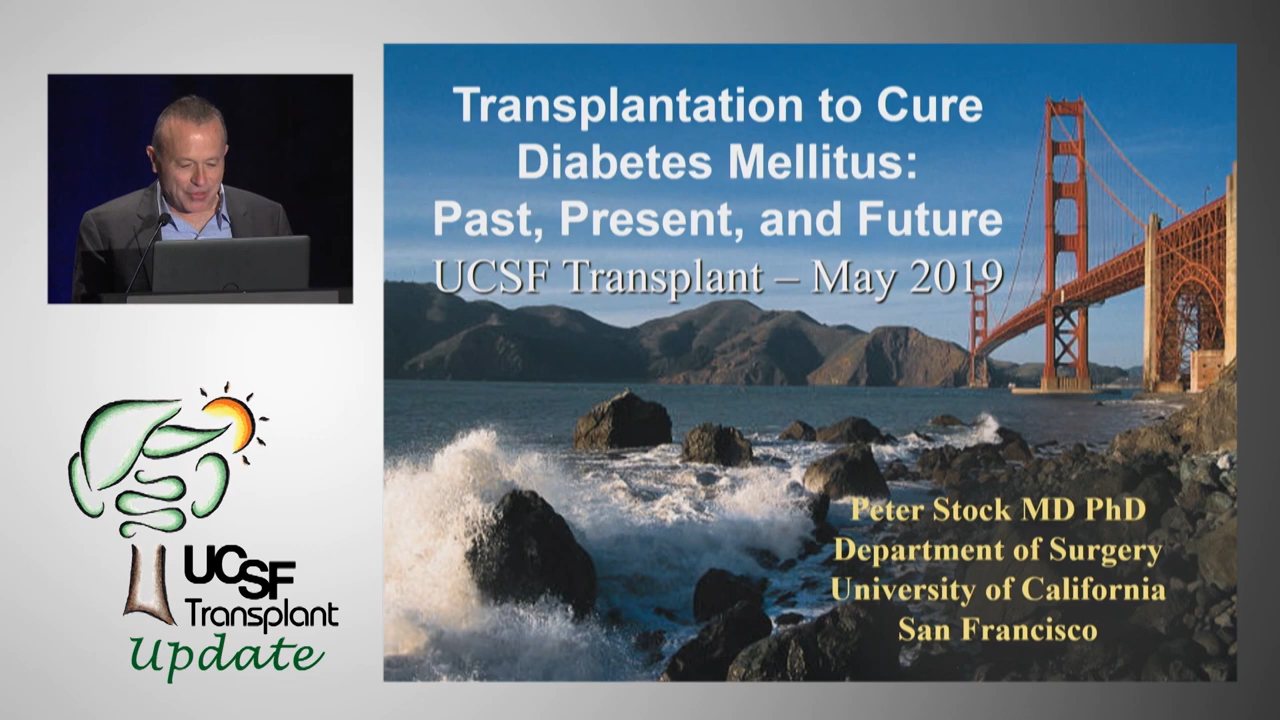 Transplantation to Cure
Diabetes Mellitus:
Past, Present, and Future
UCSF Transplant – May 2019
Peter Stock MD PhD
Department of Surgery
University of California
San Francisco
UCSF
Transplant
Update